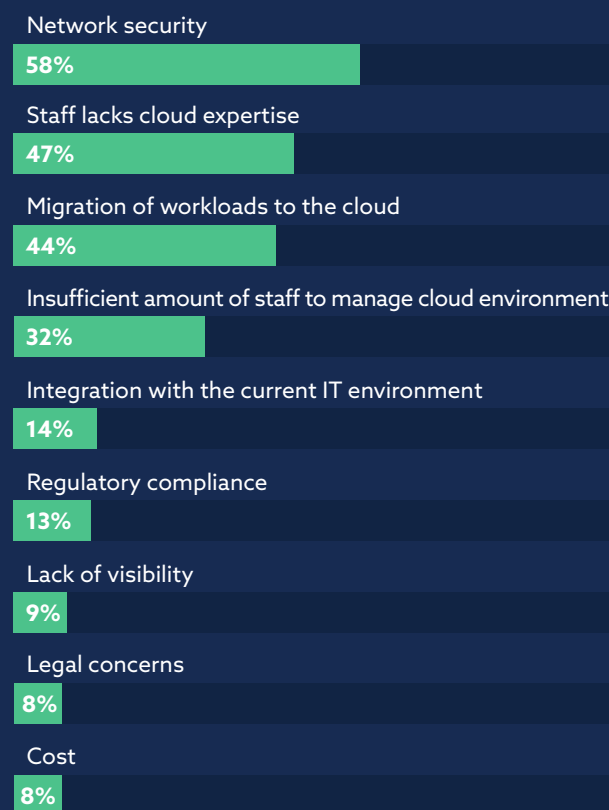 Network security
58%
Staff lacks cloud expertise
47%
Migration of workloads to the cloud
44%
Insufficient amount of staff to manage cloud environment
32%
Integration with the current IT environment
14%
Regulatory compliance
13%
Lack of visibility
9%
Legal concerns
8%
Cost
8%